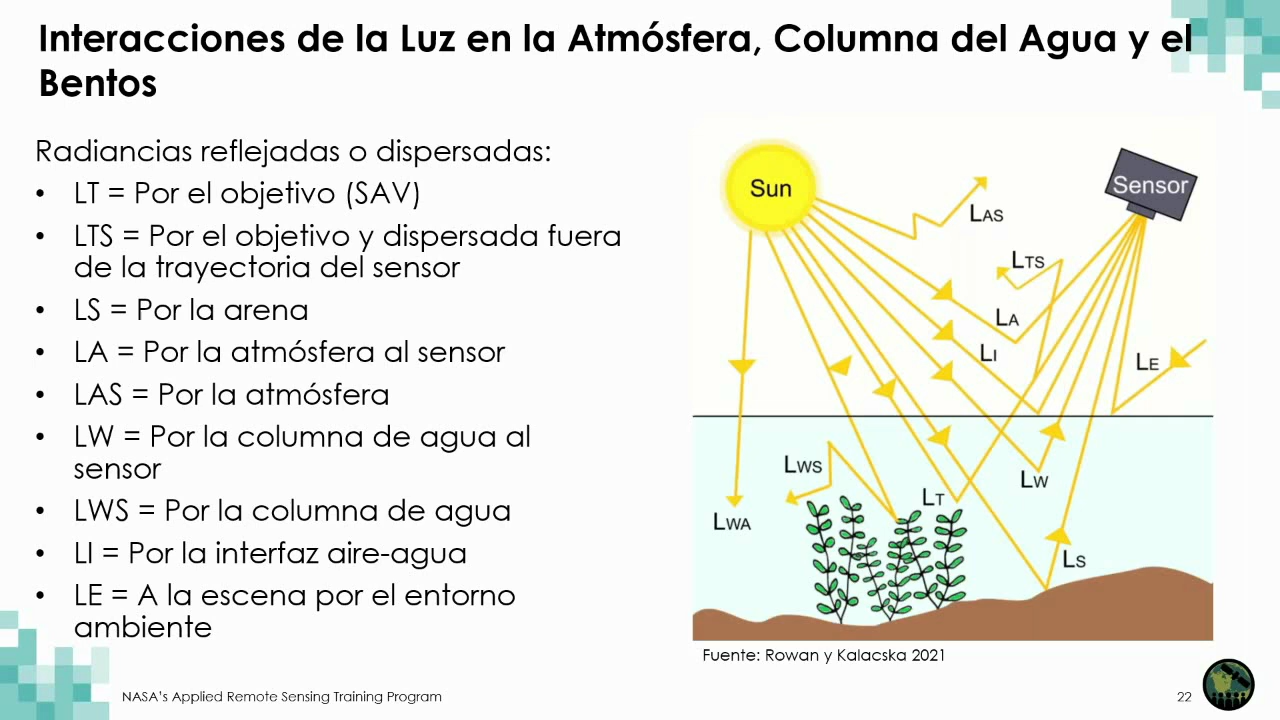 Interacciones de la Luz en la Atmósfera, Columna del Agua y el
Bentos
Radiancias reflejadas o dispersadas:
• LT = Por el objetivo (SAV)
• LTS = Por el objetivo y dispersada fuera
de la trayectoria del sensor
• LS = Por la arena
• LA = Por la atmósfera al sensor
• LAS = Por la atmósfera
• LW = Por la columna de agua al
sensor
• LWS = Por la columna de agua
• LI = Por la interfaz aire-agua
• LE = A la escena por el entorno
ambiente
Sun
Sensor
LAS
LTS
LA
LI
LE
LWS
LT
LW
LWA
LS
Fuente: Rowan y Kalacska 2021
NASA's Applied Remote Sensing Training Program
22